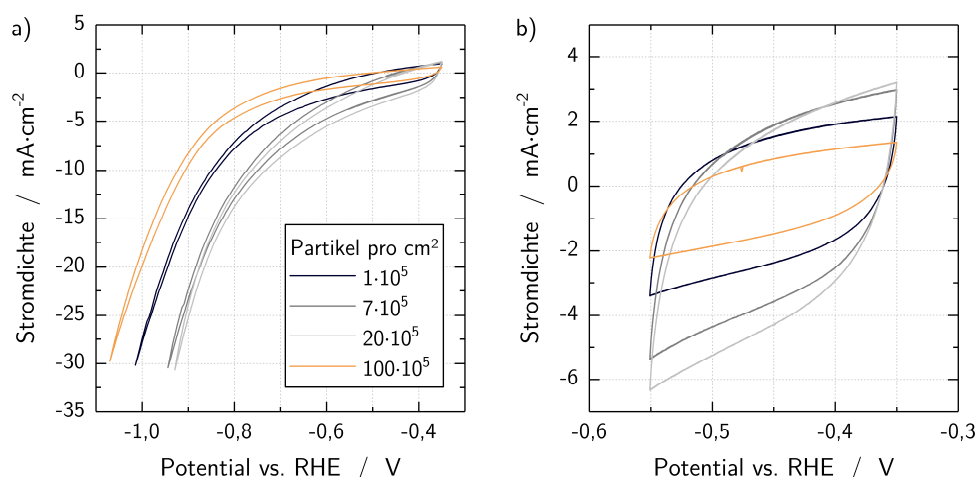 a)
5
0
-5
-10
-15
-20
-25
-30
-35
Stromdichte / mA·cm-2
-1,0 -0,8 -0,6 -0,4
Potential vs. RHE / V
Partikel pro cm²
1·10⁵
7·10⁵
20·10⁵
100·10⁵
b)
4
2
0
-2
-4
-6
Stromdichte / mA·cm-2
-0,6 -0,5 -0,4 -0,3
Potential vs. RHE / V